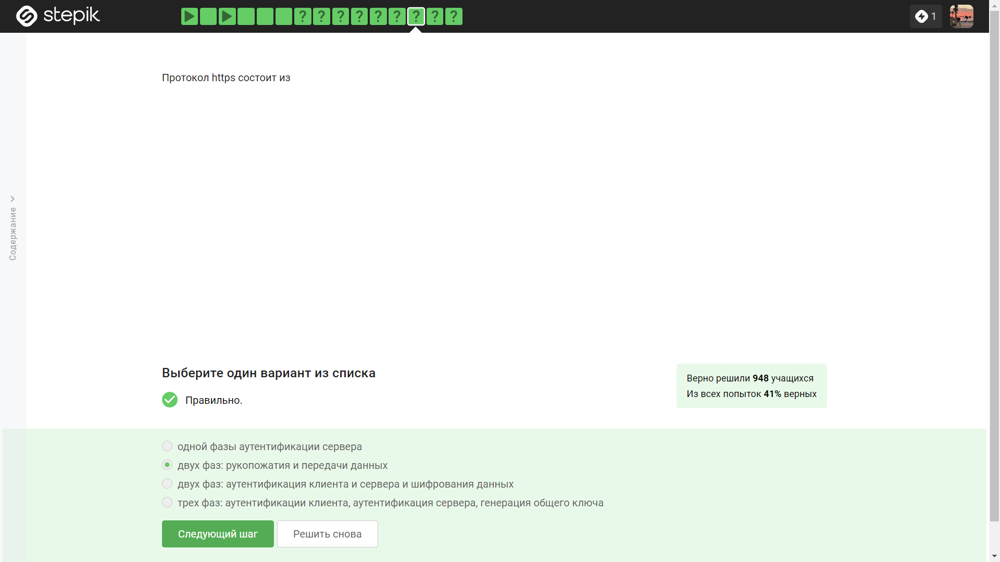 stepik
? ? ? ? ? ? ? ? ?
1
Содержание
Протокол https состоит из
Выберите один вариант из списка
Правильно.
Верно решили 948 учащихся
Из всех попыток 41% верных
одной фазы аутентификации сервера
двух фаз: рукопожатия и передачи данных
двух фаз: аутентификация клиента и сервера и шифрования данных
трех фаз: аутентификации клиента, аутентификация сервера, генерация общего ключа
Следующий шаг
Решить снова